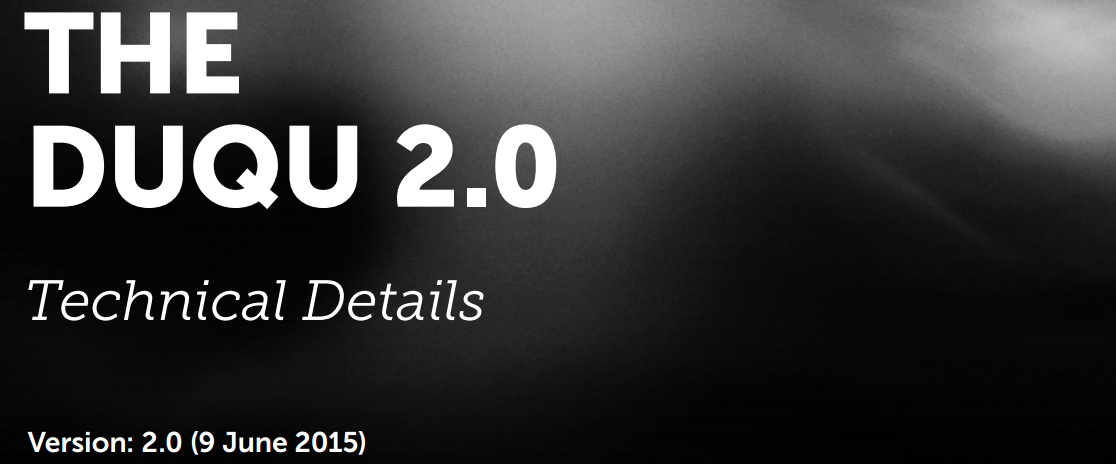 THE
DUQU 2.0
Technical Details
Version: 2.0 (9 June 2015)